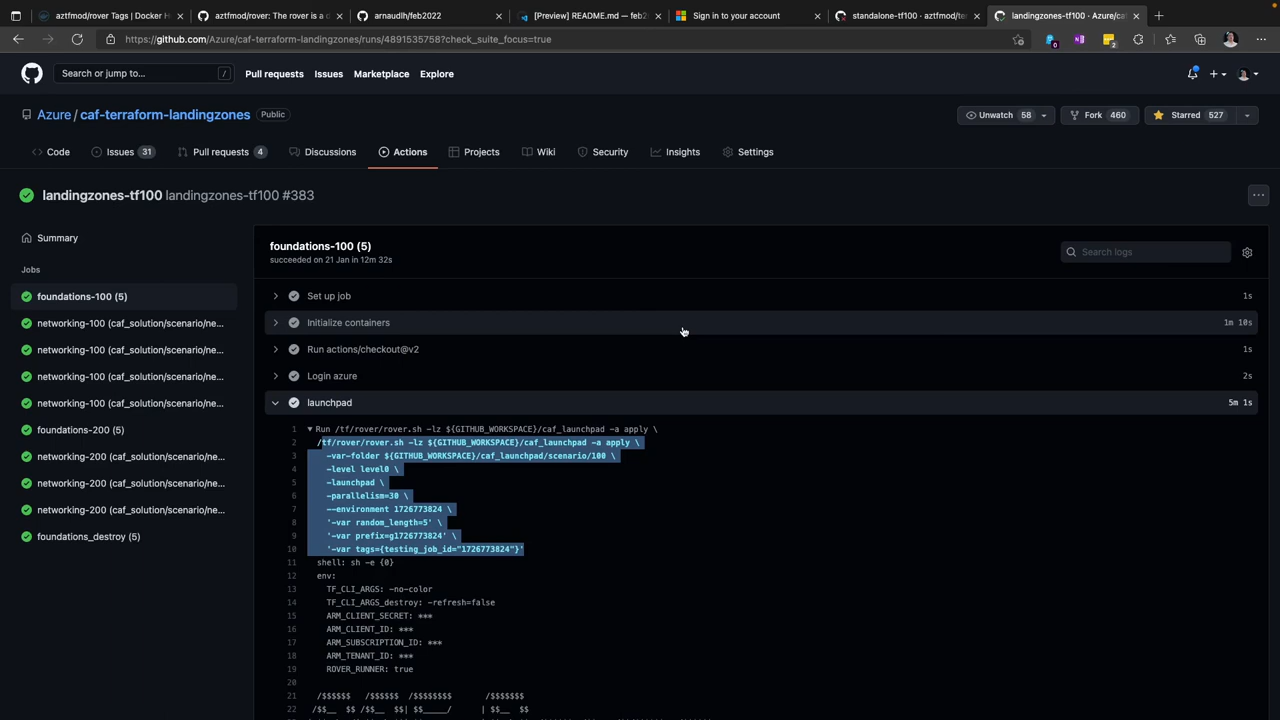 aztfmod/rover Tags | Docker H
aztfmod/rover: The rover is a d
arnaudlh/feb2022
[Preview] README.md — feb2
Sign in to your account
standalone-tf100 · aztfmod/te
landingzones-tf100 · Azure/ca
https://github.com/Azure/caf-terraform-landingzones/runs/4891535758?check_suite_focus=true
0
2
Search or jump to...
/
Pull requests
Issues
Marketplace
Explore
Azure / caf-terraform-landingzones
Public
Unwatch 58
Fork 460
Starred 527
Code
Issues 31
Pull requests 4
Discussions
Actions
Projects
Wiki
Security
Insights
Settings
landingzones-tf100 landingzones-tf100 #383
Summary
Jobs
foundations-100 (5)
networking-100 (caf_solution/scenario/ne...
networking-100 (caf_solution/scenario/ne...
networking-100 (caf_solution/scenario/ne...
networking-100 (caf_solution/scenario/ne...
foundations-200 (5)
networking-200 (caf_solution/scenario/ne...
networking-200 (caf_solution/scenario/ne...
networking-200 (caf_solution/scenario/ne...
foundations_destroy (5)
foundations-100 (5)
succeeded on 21 Jan in 12m 32s
Search logs
Set up job 1s
Initialize containers 1m 10s
Run actions/checkout@v2 1s
Login azure 2s
launchpad 5m 1s
1 Run /tf/rover/rover.sh -lz ${GITHUB_WORKSPACE}/caf_launchpad -a apply \
2 /tf/rover/rover.sh -lz ${GITHUB_WORKSPACE}/caf_launchpad -a apply \
3 -var-folder ${GITHUB_WORKSPACE}/caf_launchpad/scenario/100 \
4 -level level0 \
5 -launchpad \
6 -parallelism=30 \
7 --environment 1726773824 \
8 '-var random_length=5' \
9 '-var prefix=g1726773824' \
10 '-var tags={testing_job_id="1726773824"}'
11 shell: sh -e {0}
12 env:
13 TF_CLI_ARGS: -no-color
14 TF_CLI_ARGS_destroy: -refresh=false
15 ARM_CLIENT_SECRET: ***
16 ARM_CLIENT_ID: ***
17 ARM_SUBSCRIPTION_ID: ***
18 ARM_TENANT_ID: ***
19 ROVER_RUNNER: true
20
21 /$$$$$$ /$$$$$$ /$$$$$$$$ /$$$$$$$
22 /$$__ $$ /$$__ $$| $$_____/ | $$__ $$